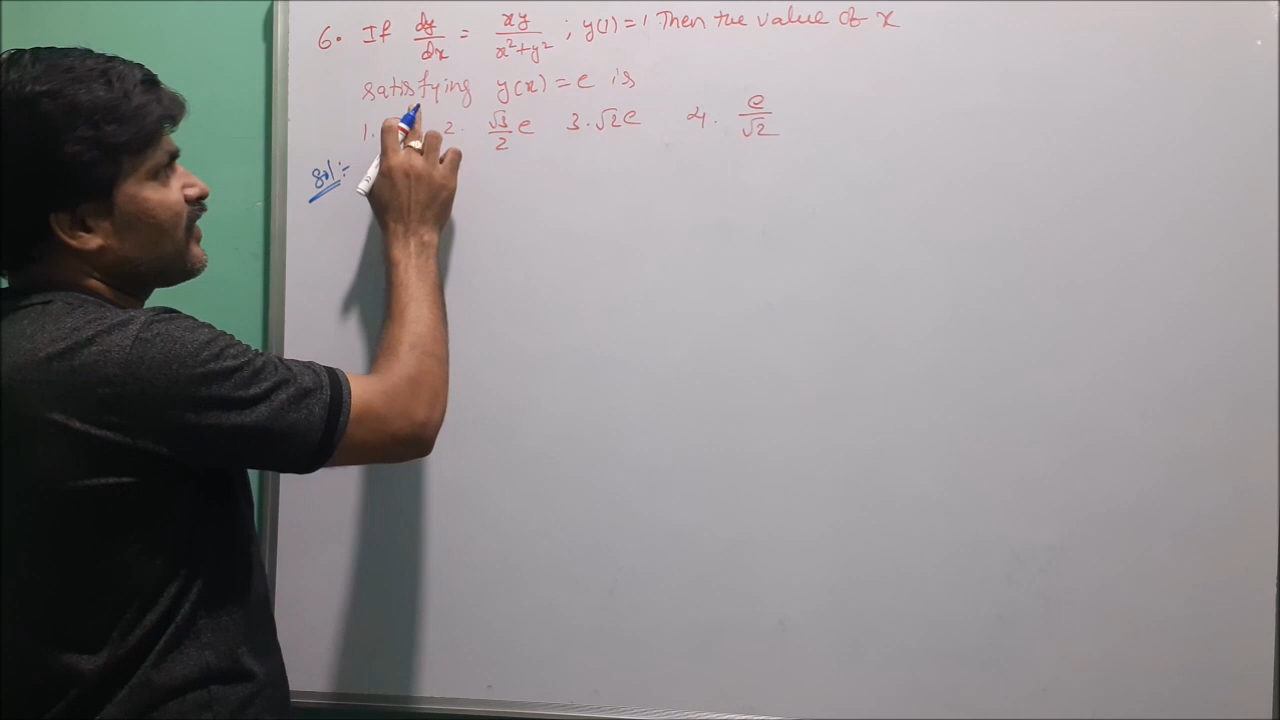 6. If dy/dx = xy/x²+y² ; y(1)=1 Then the value of x
satisfying y(x) = e is
1. 2. √3/2 e 3. √2e 4. e/√2
Sol:-